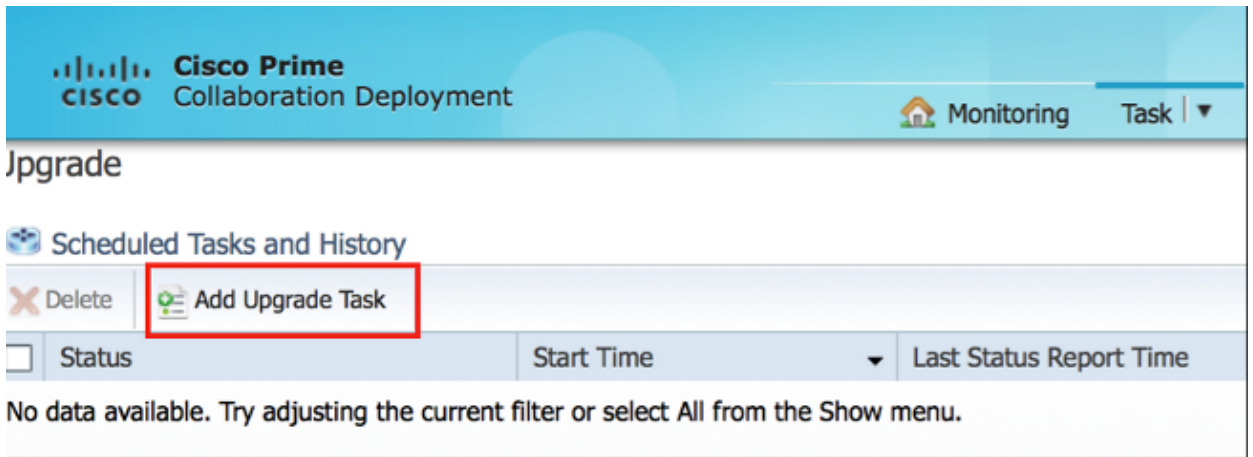 Cisco Prime
CISCO Collaboration Deployment
Monitoring Task
Upgrade
Scheduled Tasks and History
Delete Add Upgrade Task
Status Start Time Last Status Report Time
No data available. Try adjusting the current filter or select All from the Show menu.